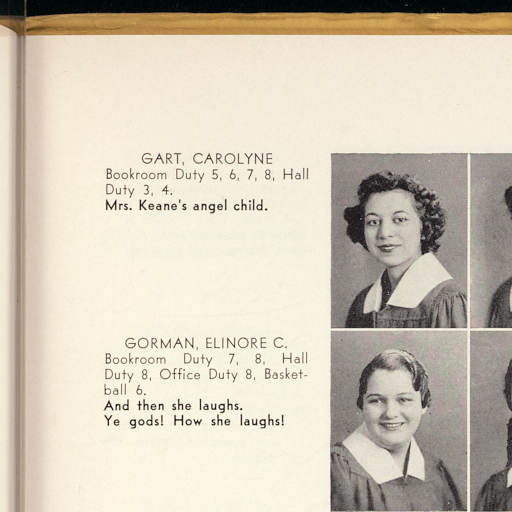 GART, CAROLYNE
Bookroom Duty 5, 6, 7, 8, Hall
Duty 3, 4.
Mrs. Keane's angel child.
GORMAN, ELINORE C.
Bookroom Duty 7, 8, Hall
Duty 8, Office Duty 8, Basket-
ball 6.
And then she laughs.
Ye gods! How she laughs!